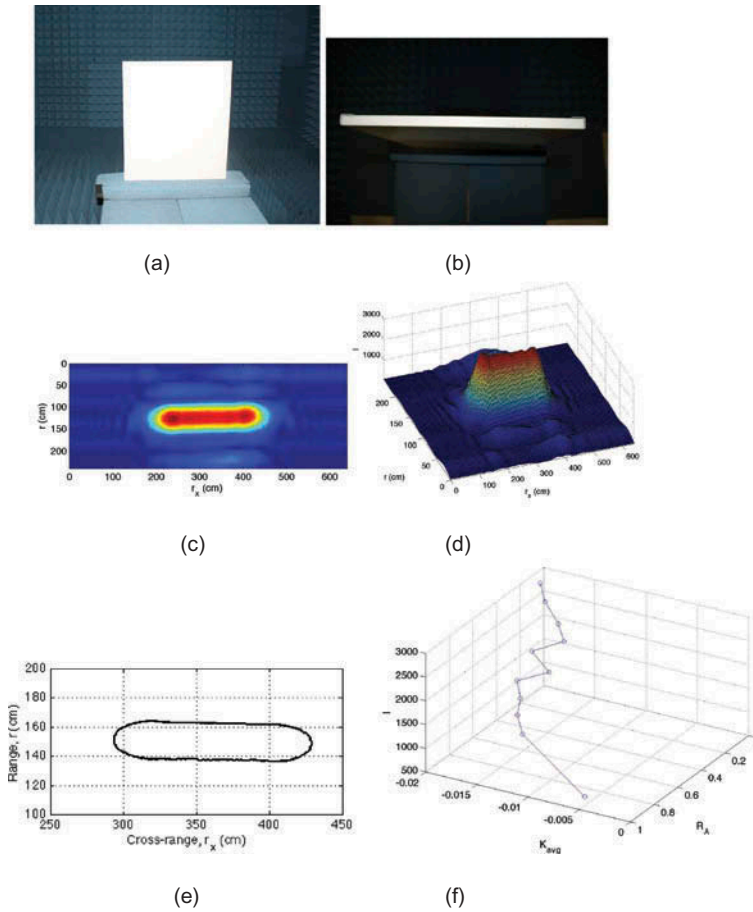 (a)
(b)
0
50
100
150
200
r (cm)
0 100 200 300 400 500 600
r_x (cm)
3000
2000
1000
I
200
150
100
50
0
r (cm)
0 100 200 300 400 500 600
r_x (cm)
(c)
(d)
200
180
160
140
120
100
Range, r (cm)
250 300 350 400 450
Cross-range, r_x (cm)
3000
2500
2000
1500
1000
500
I
-0.02 -0.015 -0.01 -0.005 0
K_avg
1 0.8 0.6 0.4 0.2
R_A
(e)
(f)